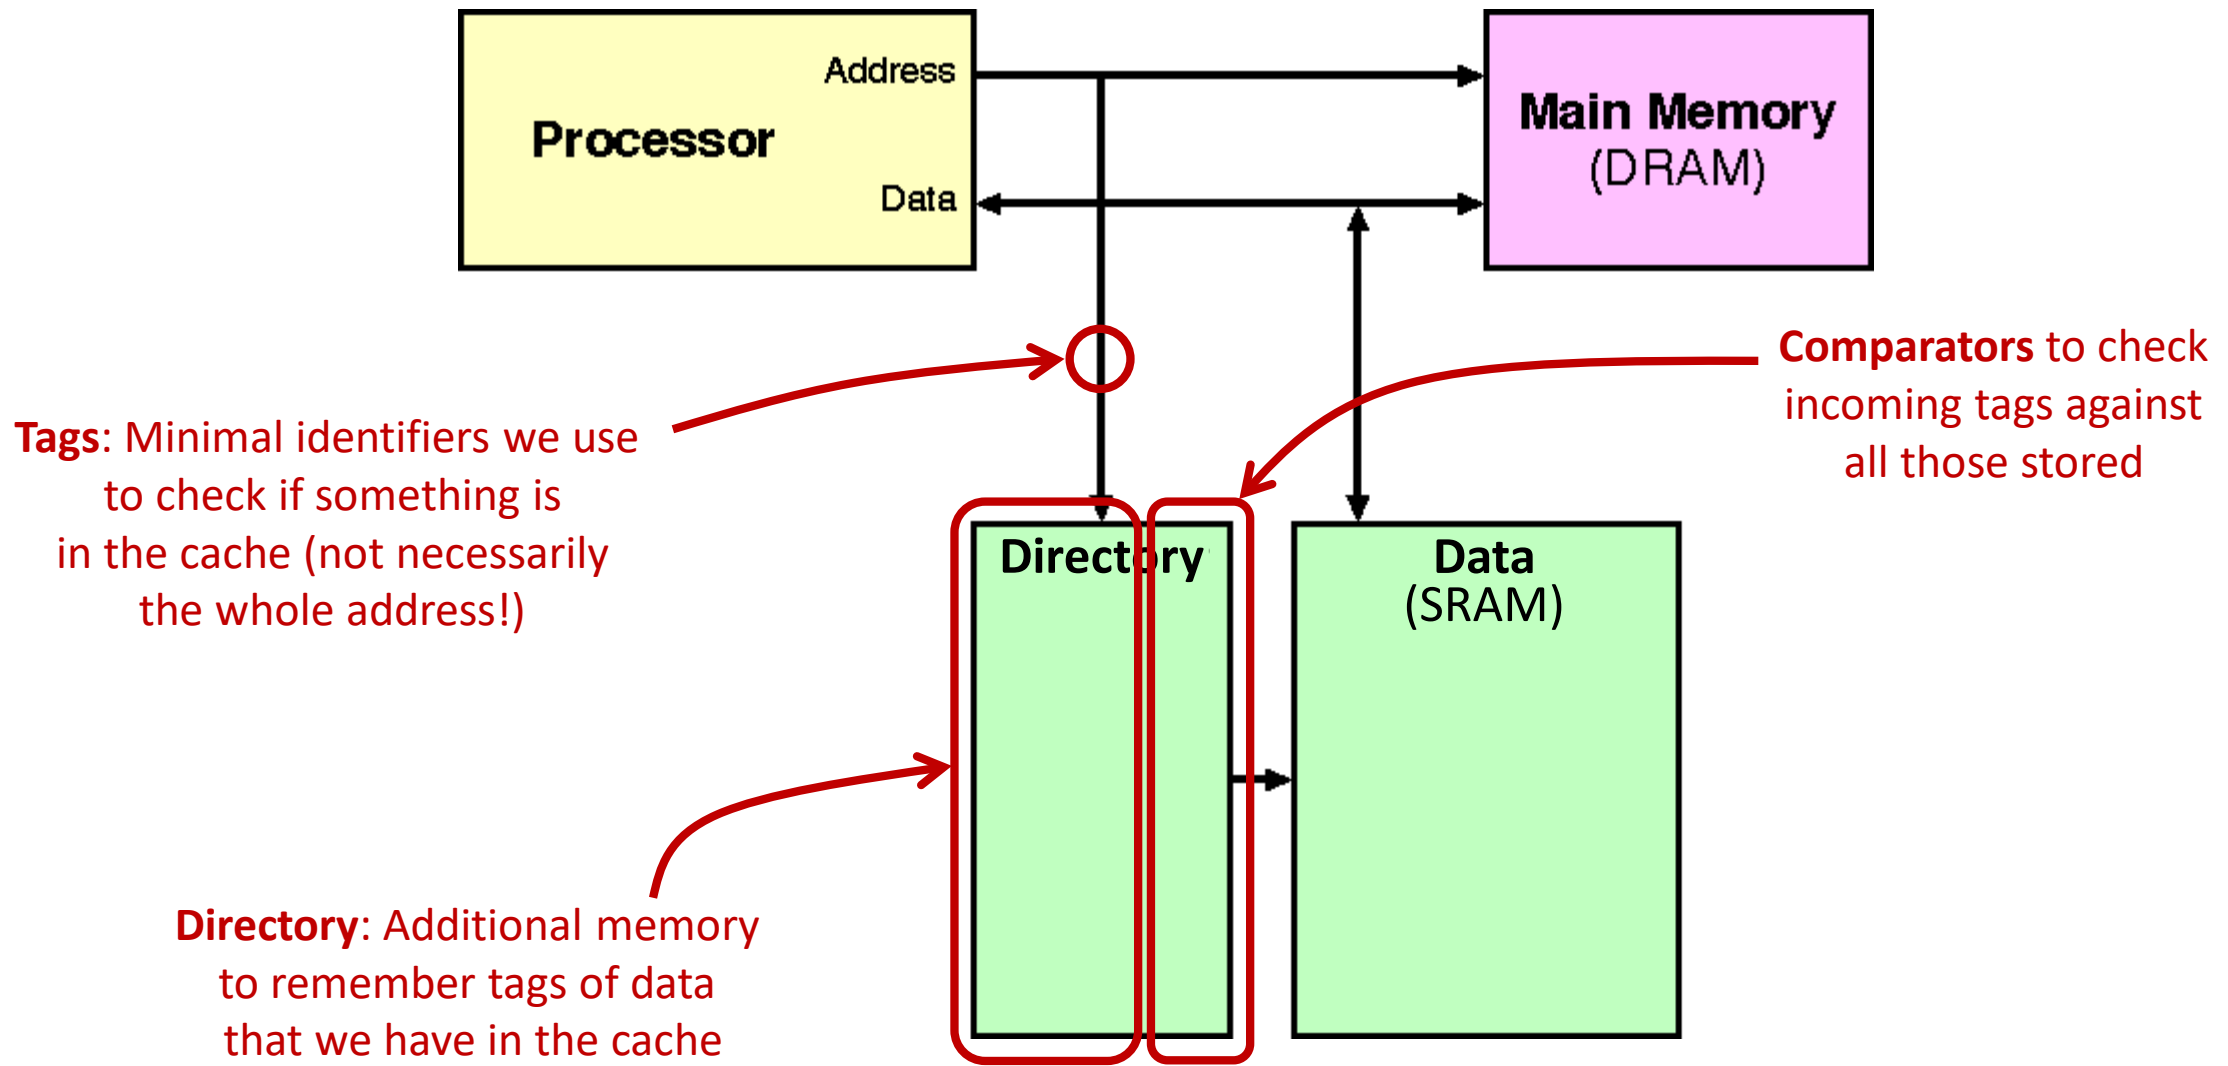 Address
Processor
Data
Main Memory
(DRAM)
Comparators to check
incoming tags against
all those stored
Tags: Minimal identifiers we use
to check if something is
in the cache (not necessarily
the whole address!)
Directory
Data
(SRAM)
Directory: Additional memory
to remember tags of data
that we have in the cache